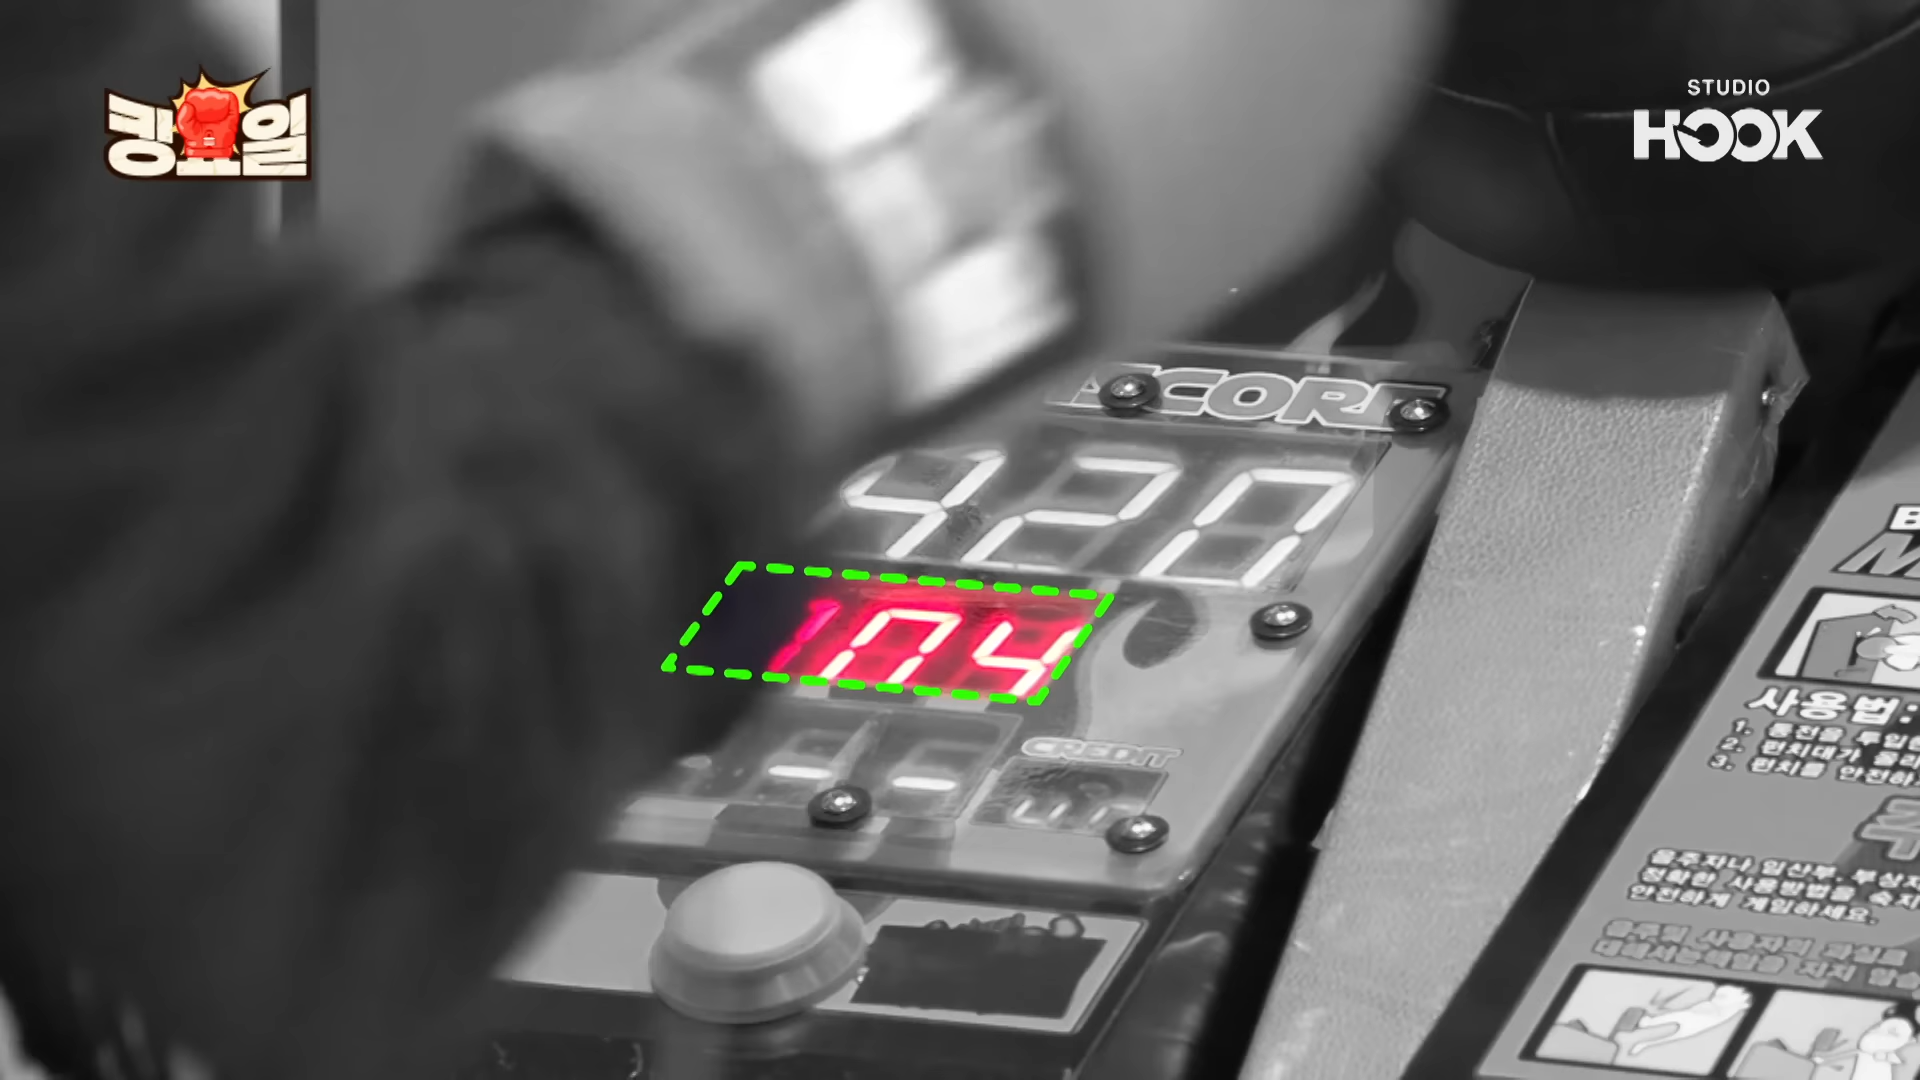 킹요일
STUDIO
HOOK
SCORE
420
104
CREDIT
사용법:
1. 동전을 투입
2. 펀치대가 올라
3. 펀치를 안전하
음주자나 임산부, 부상자
정확한 사용방법을 숙지
안전하게 게임하세요.